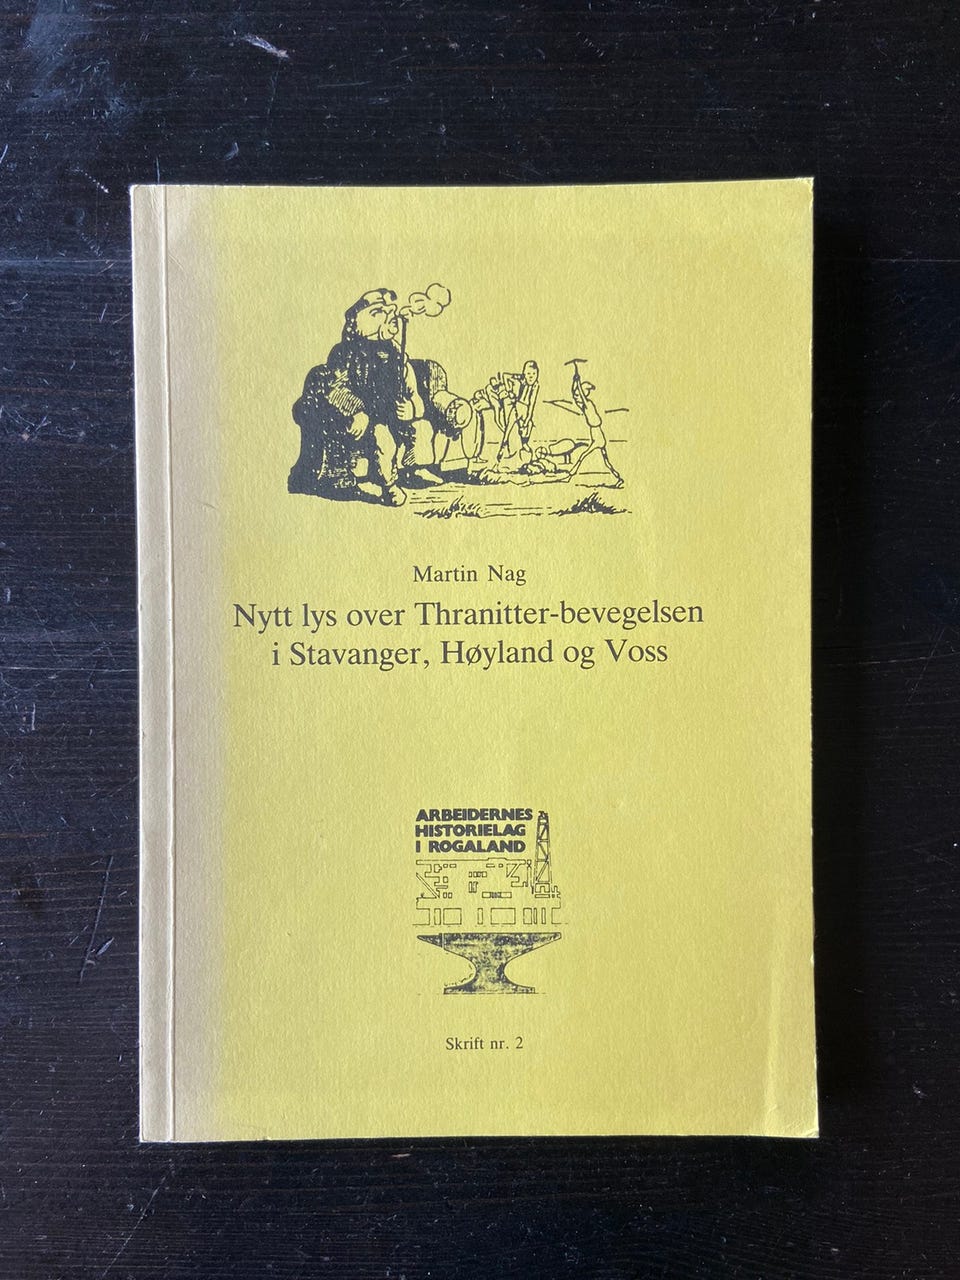 Martin Nag
Nytt lys over Thranitter-bevegelsen
i Stavanger, Høyland og Voss
ARBEIDERNES
HISTORIELAG
I ROGALAND
Skrift nr. 2